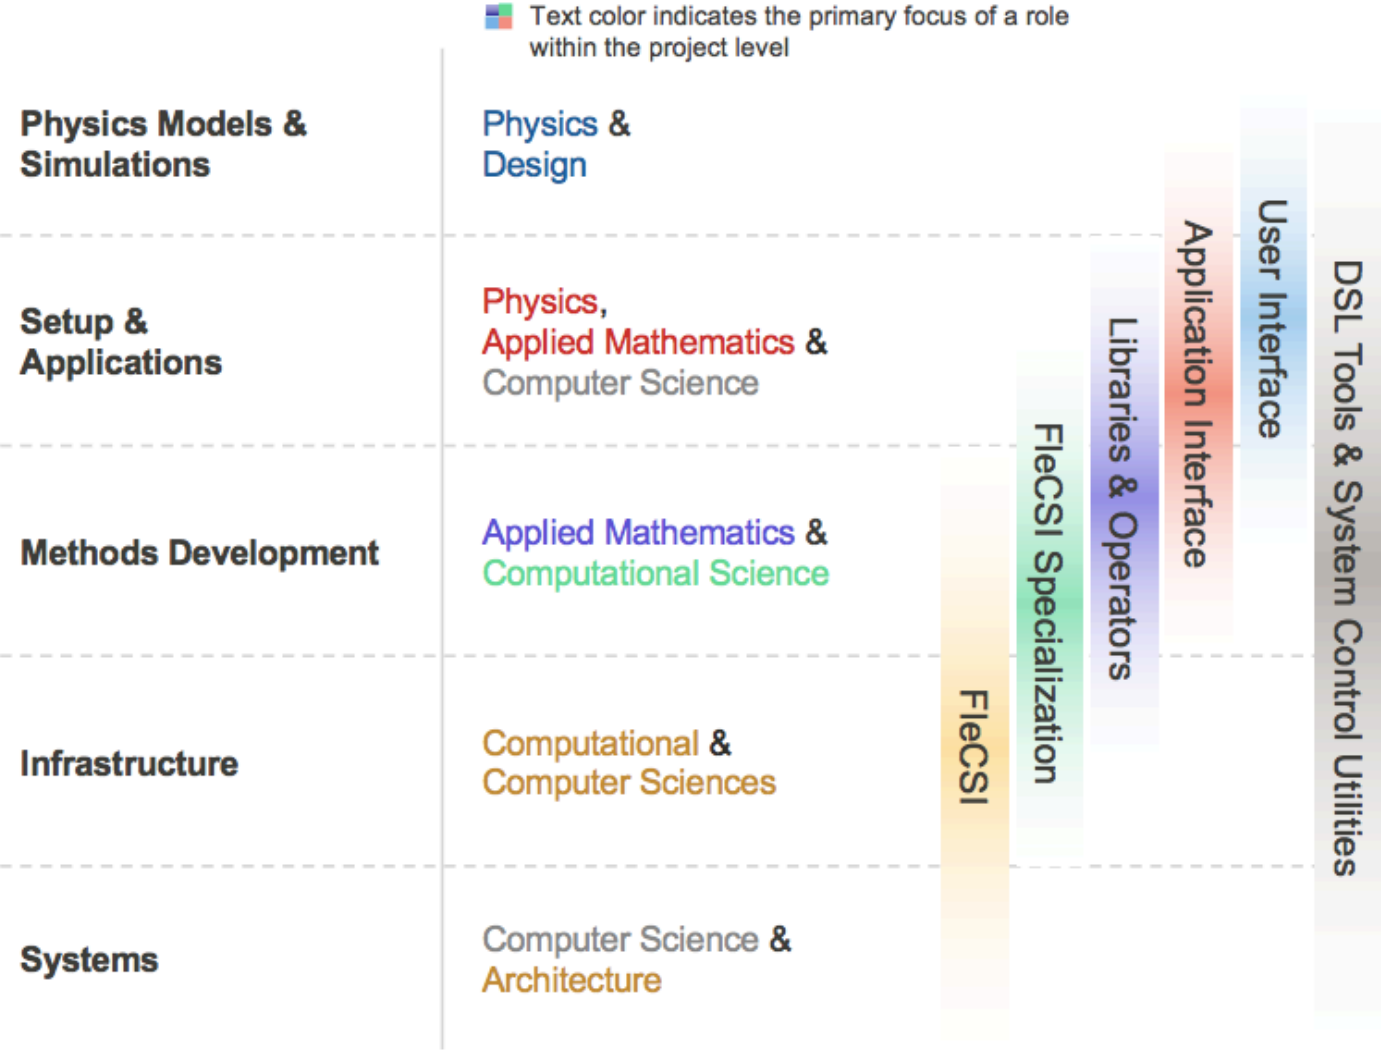 Text color indicates the primary focus of a role
within the project level
Physics Models &
Simulations
Physics &
Design
Setup &
Applications
Physics,
Applied Mathematics &
Computer Science
Methods Development
Applied Mathematics &
Computational Science
Infrastructure
Computational &
Computer Sciences
Systems
Computer Science &
Architecture
FleCSI
FleCSI Specialization
Libraries & Operators
Application Interface
User Interface
DSL Tools & System Control Utilities